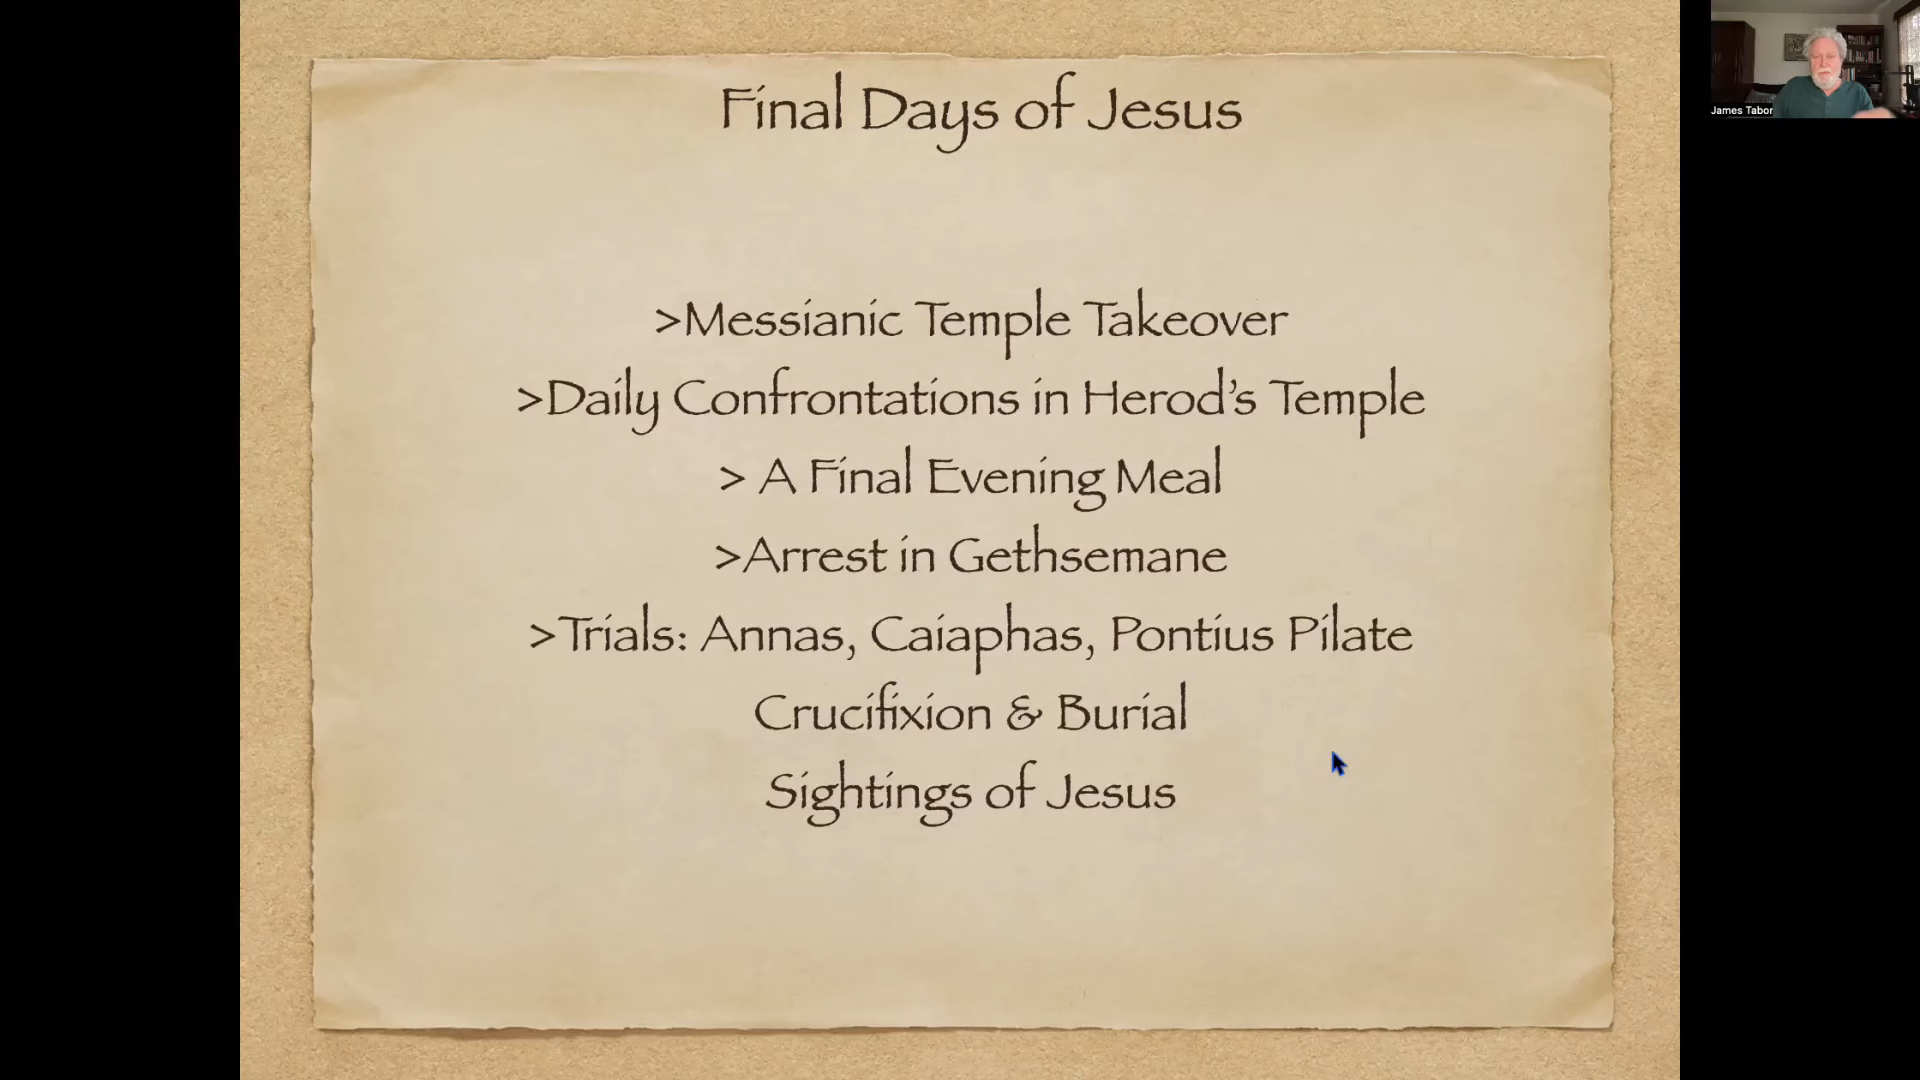 Final Days of Jesus
>Messianic Temple Takeover
>Daily Confrontations in Herod’s Temple
> A Final Evening Meal
>Arrest in Gethsemane
>Trials: Annas, Caiaphas, Pontius Pilate
Crucifixion & Burial
Sightings of Jesus
James Tabor